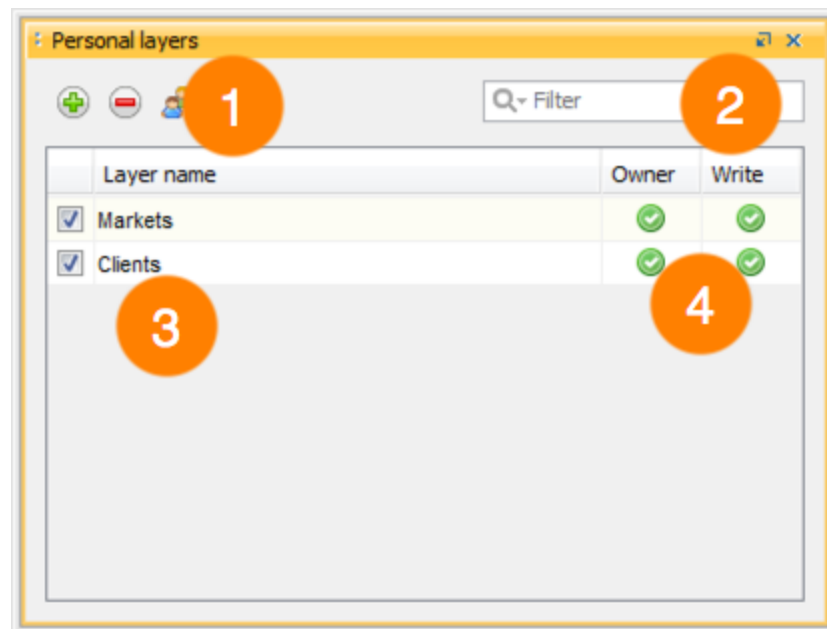 Personal layers
1
Filter
2
Layer name Owner Write
Markets
Clients
3
4